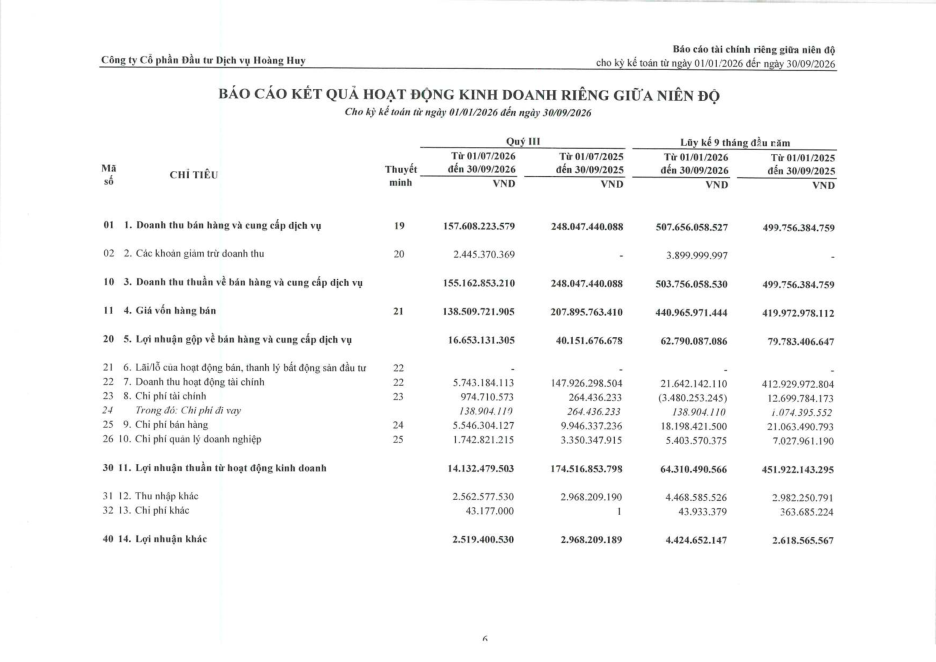 Công ty Cổ phần Đầu tư Dịch vụ Hoàng Huy
Báo cáo tài chính riêng giữa niên độ
cho kỳ kế toán từ ngày 01/01/2026 đến ngày 30/09/2026
BÁO CÁO KẾT QUẢ HOẠT ĐỘNG KINH DOANH RIÊNG GIỮA NIÊN ĐỘ
Cho kỳ kế toán từ ngày 01/01/2026 đến ngày 30/09/2026
Quý III Lũy kế 9 tháng đầu năm
Mã số CHỈ TIÊU Thuyết minh Từ 01/07/2026 đến 30/09/2026 Từ 01/07/2025 đến 30/09/2025 Từ 01/01/2026 đến 30/09/2026 Từ 01/01/2025 đến 30/09/2025
VND VND VND VND
01 1. Doanh thu bán hàng và cung cấp dịch vụ 19 157.608.223.579 248.047.440.088 507.656.058.527 499.756.384.759
02 2. Các khoản giảm trừ doanh thu 20 2.445.370.369 - 3.899.999.997 -
10 3. Doanh thu thuần về bán hàng và cung cấp dịch vụ 155.162.853.210 248.047.440.088 503.756.058.530 499.756.384.759
11 4. Giá vốn hàng bán 21 138.509.721.905 207.895.763.410 440.965.971.444 419.972.978.112
20 5. Lợi nhuận gộp về bán hàng và cung cấp dịch vụ 16.653.131.305 40.151.676.678 62.790.087.086 79.783.406.647
21 6. Lãi/lỗ của hoạt động bán, thanh lý bất động sản đầu tư 22 - - - -
22 7. Doanh thu hoạt động tài chính 22 5.743.184.113 147.926.298.504 21.642.142.110 412.929.972.804
23 8. Chi phí tài chính 23 974.710.573 264.436.233 (3.480.253.245) 12.699.784.173
24 Trong đó: Chi phí đi vay 138.904.110 264.436.233 138.904.110 1.074.395.552
25 9. Chi phí bán hàng 24 5.546.304.127 9.946.337.236 18.198.421.500 21.063.490.793
26 10. Chi phí quản lý doanh nghiệp 25 1.742.821.215 3.350.347.915 5.403.570.375 7.027.961.190
30 11. Lợi nhuận thuần từ hoạt động kinh doanh 14.132.479.503 174.516.853.798 64.310.490.566 451.922.143.295
31 12. Thu nhập khác 2.562.577.530 2.968.209.190 4.468.585.526 2.982.250.791
32 13. Chi phí khác 43.177.000 1 43.933.379 363.685.224
40 14. Lợi nhuận khác 2.519.400.530 2.968.209.189 4.424.652.147 2.618.565.567
6